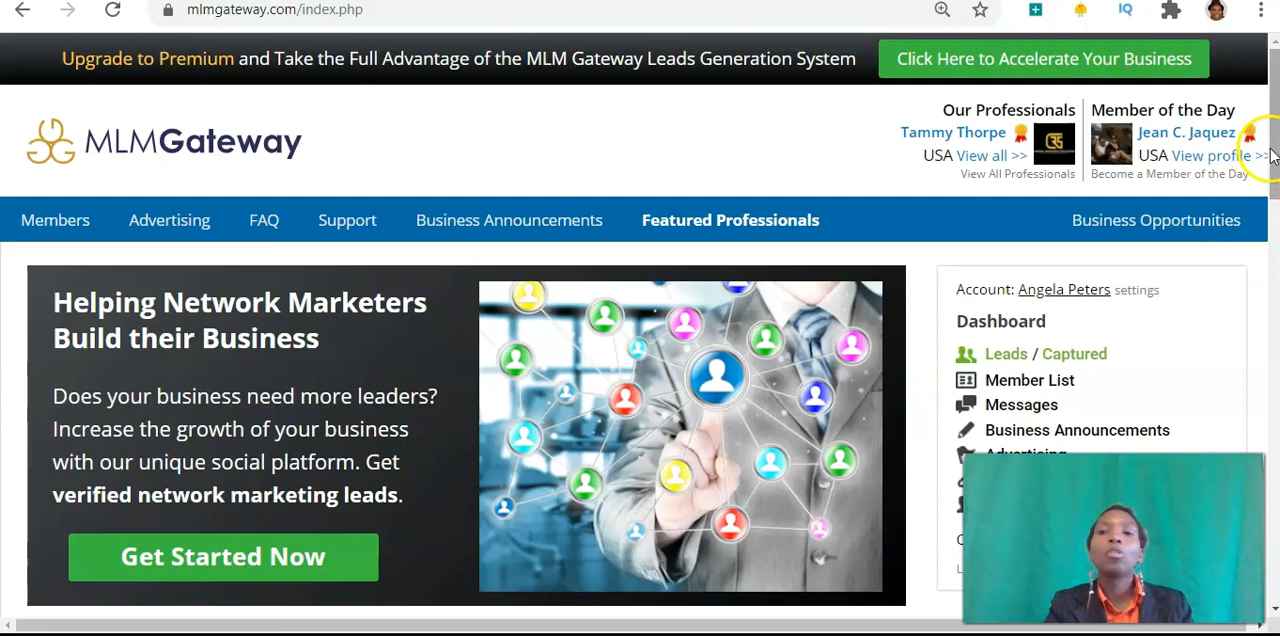 mlmgateway.com/index.php
IQ
Upgrade to Premium and Take the Full Advantage of the MLM Gateway Leads Generation System
Click Here to Accelerate Your Business
MLMGateway
Our Professionals
Tammy Thorpe
USA View all >>
View All Professionals
Member of the Day
Jean C. Jaquez
USA View profile >>
Become a Member of the Day
Members Advertising FAQ Support Business Announcements Featured Professionals Business Opportunities
Helping Network Marketers
Build their Business
Does your business need more leaders?
Increase the growth of your business
with our unique social platform. Get
verified network marketing leads.
Get Started Now
Account: Angela Peters settings
Dashboard
Leads / Captured
Member List
Messages
Business Announcements
Advertising